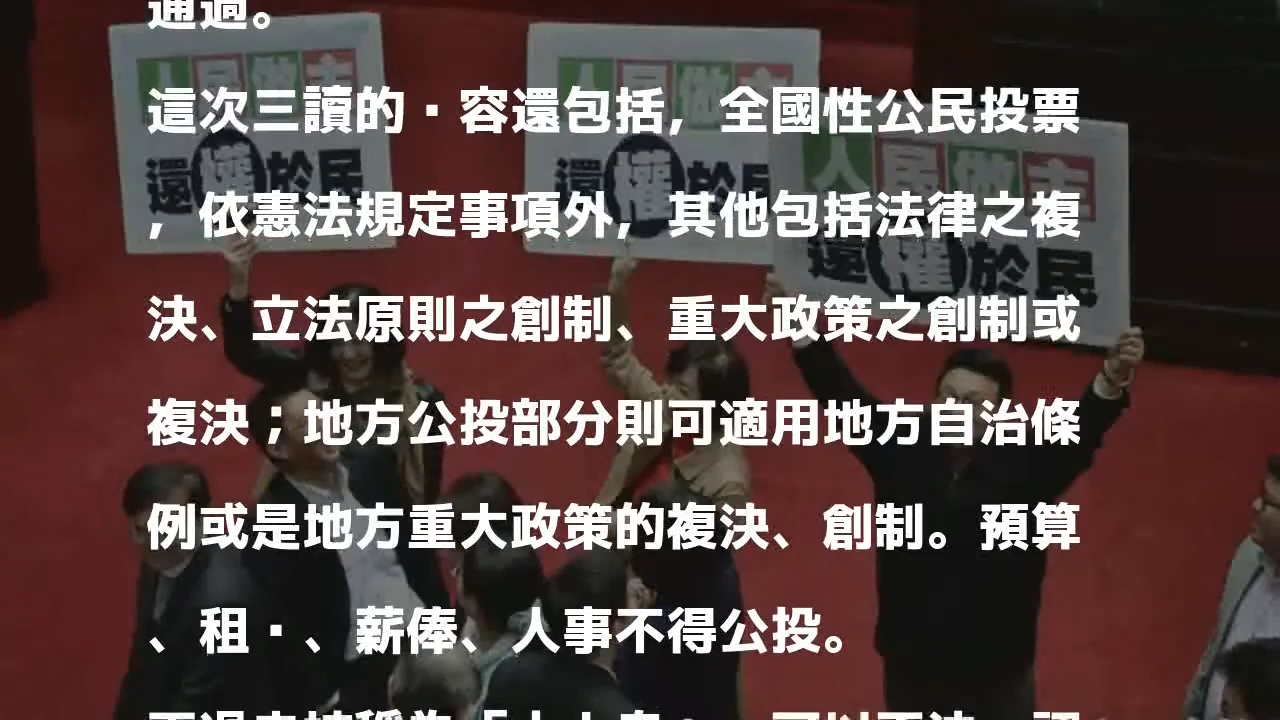 通過。
這次三讀的▪容還包括，全國性公民投票
，依憲法規定事項外，其他包括法律之複
決、立法原則之創制、重大政策之創制或
複決；地方公投部分則可適用地方自治條
例或是地方重大政策的複決、創制。預算
、租▪、薪俸、人事不得公投。
人民做主
還權於民
人民做主
還權於民
人民做主
還權於民